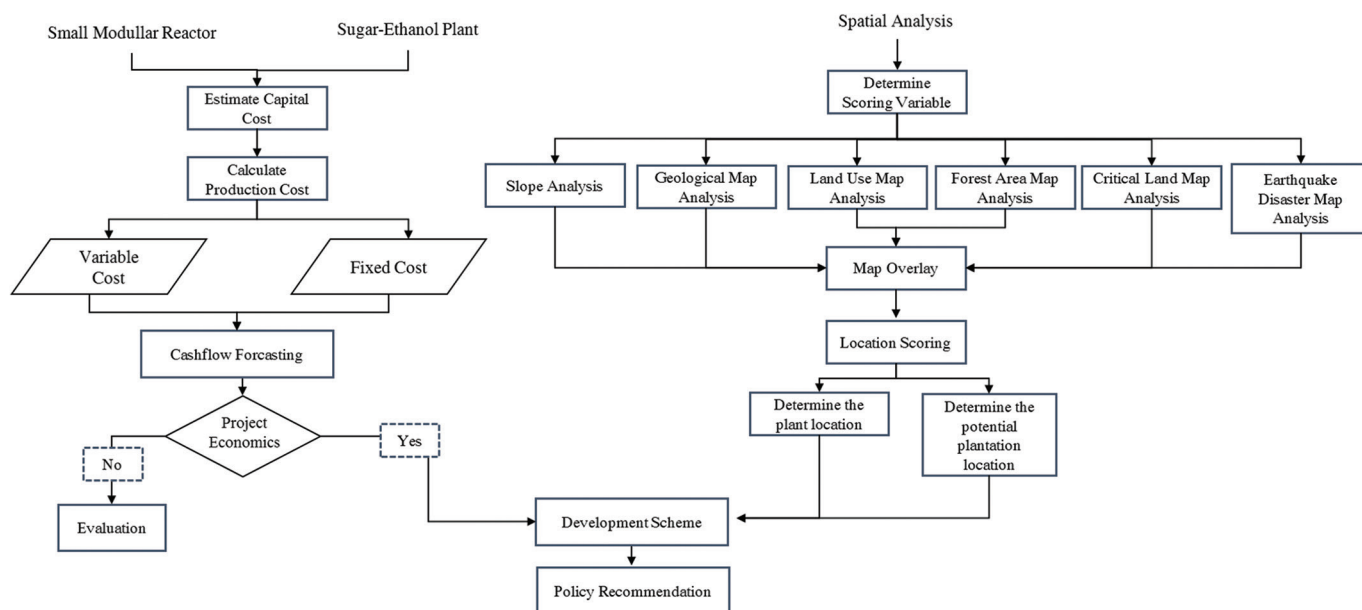 Small Modullar Reactor
Sugar-Ethanol Plant
Estimate Capital
Cost
Calculate
Production Cost
Variable
Cost
Fixed Cost
Cashflow Forcasting
Project
Economics
No
Yes
Evaluation
Spatial Analysis
Determine
Scoring Variable
Slope Analysis
Geological Map
Analysis
Land Use Map
Analysis
Forest Area Map
Analysis
Critical Land Map
Analysis
Earthquake
Disaster Map
Analysis
Map Overlay
Location Scoring
Determine the
plant location
Determine the
potential
plantation
location
Development Scheme
Policy Recommendation